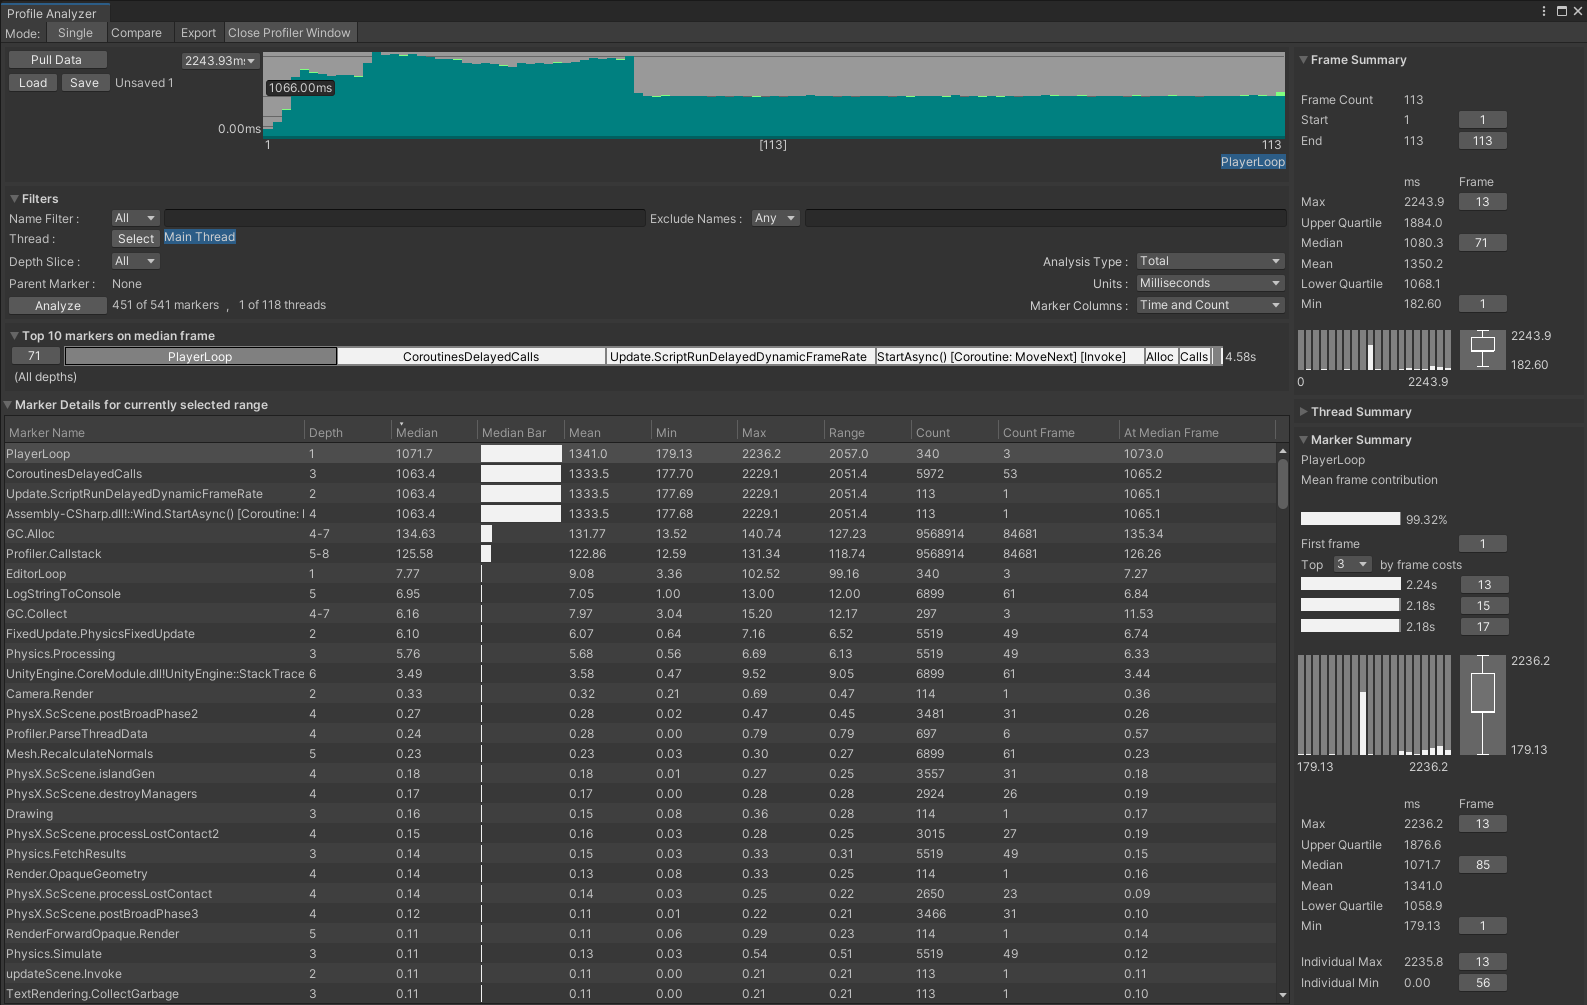 Profile Analyzer
Mode: Single Compare Export Close Profiler Window
Pull Data
Load Save Unsaved 1
2243.93ms
1066.00ms
0.00ms
1 [113] 113
PlayerLoop
Filters
Name Filter : All Exclude Names : Any
Thread : Select Main Thread
Depth Slice : All Analysis Type : Total
Parent Marker : None Units : Milliseconds
Analyze 451 of 541 markers , 1 of 118 threads Marker Columns : Time and Count
Top 10 markers on median frame
71 PlayerLoop CoroutinesDelayedCalls Update.ScriptRunDelayedDynamicFrameRate StartAsync() [Coroutine: MoveNext] [Invoke] Alloc Calls 4.58s
(All depths)
Marker Details for currently selected range
Marker Name Depth Median Median Bar Mean Min Max Range Count Count Frame At Median Frame
PlayerLoop 1 1071.7 1341.0 179.13 2236.2 2057.0 340 3 1073.0
CoroutinesDelayedCalls 3 1063.4 1333.5 177.70 2229.1 2051.4 5972 53 1065.2
Update.ScriptRunDelayedDynamicFrameRate 2 1063.4 1333.5 177.69 2229.1 2051.4 113 1 1065.1
Assembly-CSharp.dll!::Wind.StartAsync() [Coroutine: 4 1063.4 1333.5 177.68 2229.1 2051.4 113 1 1065.1
GC.Alloc 4-7 134.63 131.77 13.52 140.74 127.23 9568914 84681 135.34
Profiler.Callstack 5-8 125.58 122.86 12.59 131.34 118.74 9568914 84681 126.26
EditorLoop 1 7.77 9.08 3.36 102.52 99.16 340 3 7.27
LogStringToConsole 5 6.95 7.05 1.00 13.00 12.00 6899 61 6.84
GC.Collect 4-7 6.16 7.97 3.04 15.20 12.17 297 3 11.53
FixedUpdate.PhysicsFixedUpdate 2 6.10 6.07 0.64 7.16 6.52 5519 49 6.74
Physics.Processing 3 5.76 5.68 0.56 6.69 6.13 5519 49 6.33
UnityEngine.CoreModule.dll!UnityEngine::StackTrace 6 3.49 3.58 0.47 9.52 9.05 6899 61 3.44
Camera.Render 2 0.33 0.32 0.21 0.69 0.47 114 1 0.36
PhysX.ScScene.postBroadPhase2 4 0.27 0.28 0.02 0.47 0.45 3481 31 0.26
Profiler.ParseThreadData 4 0.24 0.28 0.00 0.79 0.79 697 6 0.57
Mesh.RecalculateNormals 5 0.23 0.23 0.03 0.30 0.27 6899 61 0.23
PhysX.ScScene.islandGen 4 0.18 0.18 0.01 0.27 0.25 3557 31 0.18
PhysX.ScScene.destroyManagers 4 0.17 0.17 0.00 0.28 0.28 2924 26 0.19
Drawing 3 0.16 0.15 0.08 0.36 0.28 114 1 0.17
PhysX.ScScene.processLostContact2 4 0.15 0.16 0.03 0.28 0.25 3015 27 0.19
Physics.FetchResults 3 0.14 0.15 0.03 0.33 0.31 5519 49 0.15
Render.OpaqueGeometry 4 0.14 0.13 0.08 0.33 0.25 114 1 0.16
PhysX.ScScene.processLostContact 4 0.14 0.14 0.03 0.25 0.22 2650 23 0.09
PhysX.ScScene.postBroadPhase3 4 0.12 0.11 0.01 0.22 0.21 3466 31 0.10
RenderForwardOpaque.Render 5 0.11 0.11 0.06 0.29 0.23 114 1 0.14
Physics.Simulate 3 0.11 0.13 0.03 0.54 0.51 5519 49 0.12
updateScene.Invoke 2 0.11 0.11 0.00 0.21 0.21 113 1 0.11
TextRendering.CollectGarbage 3 0.11 0.11 0.00 0.21 0.21 113 1 0.10
Frame Summary
Frame Count 113
Start 1 1
End 113 113
ms Frame
Max 2243.9 13
Upper Quartile 1884.0
Median 1080.3 71
Mean 1350.2
Lower Quartile 1068.1
Min 182.60 1
2243.9
182.60
0 2243.9
Thread Summary
Marker Summary
PlayerLoop
Mean frame contribution
99.32%
First frame 1
Top 3 by frame costs
2.24s 13
2.18s 15
2.18s 17
2236.2
179.13
179.13 2236.2
ms Frame
Max 2236.2 13
Upper Quartile 1876.6
Median 1071.7 85
Mean 1341.0
Lower Quartile 1058.9
Min 179.13 1
Individual Max 2235.8 13
Individual Min 0.00 56